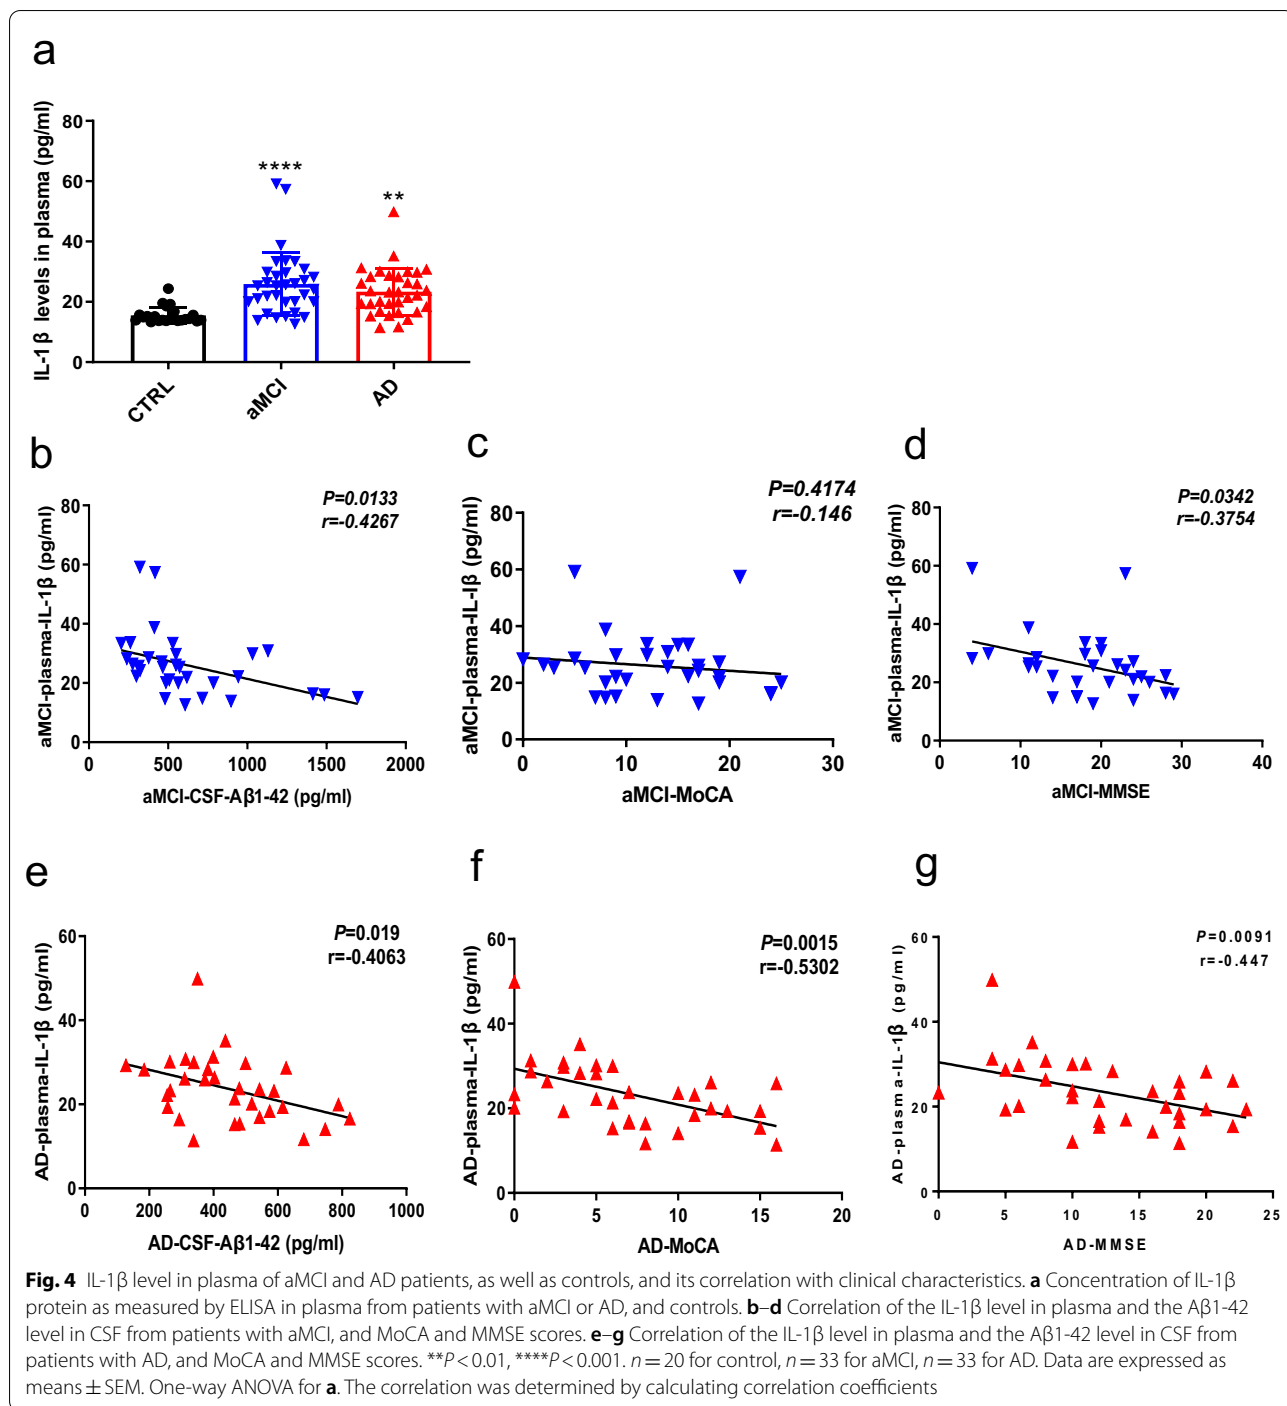 a
IL-1β levels in plasma (pg/ml)
80
60
40
20
0
****
**
CTRL
aMCI
AD
b
P=0.0133
r=-0.4267
aMCI-plasma-IL-1β (pg/ml)
80
60
40
20
0
0 500 1000 1500 2000
aMCI-CSF-Aβ1-42 (pg/ml)
c
P=0.4174
r=-0.146
aMCI-plasma-IL-Iβ (pg/ml)
80
60
40
20
0
0 10 20 30
aMCI-MoCA
d
P=0.0342
r=-0.3754
aMCI-plasma-IL-1β (pg/ml)
80
60
40
20
0
0 10 20 30 40
aMCI-MMSE
e
P=0.019
r=-0.4063
AD-plasma-IL-1β (pg/ml)
60
40
20
0
0 200 400 600 800 1000
AD-CSF-Aβ1-42 (pg/ml)
f
P=0.0015
r=-0.5302
AD-plasma-IL-1β (pg/ml)
60
40
20
0
0 5 10 15 20
AD-MoCA
g
P=0.0091
r=-0.447
AD-plasma-IL-1β (pg/ml)
60
40
20
0
0 5 10 15 20 25
AD-MMSE
Fig. 4 IL-1β level in plasma of aMCI and AD patients, as well as controls, and its correlation with clinical characteristics. a Concentration of IL-1β
protein as measured by ELISA in plasma from patients with aMCI or AD, and controls. b–d Correlation of the IL-1β level in plasma and the Aβ1-42
level in CSF from patients with aMCI, and MoCA and MMSE scores. e–g Correlation of the IL-1β level in plasma and the Aβ1-42 level in CSF from
patients with AD, and MoCA and MMSE scores. **P < 0.01, ****P < 0.001. n = 20 for control, n = 33 for aMCI, n = 33 for AD. Data are expressed as
means ± SEM. One-way ANOVA for a. The correlation was determined by calculating correlation coefficients